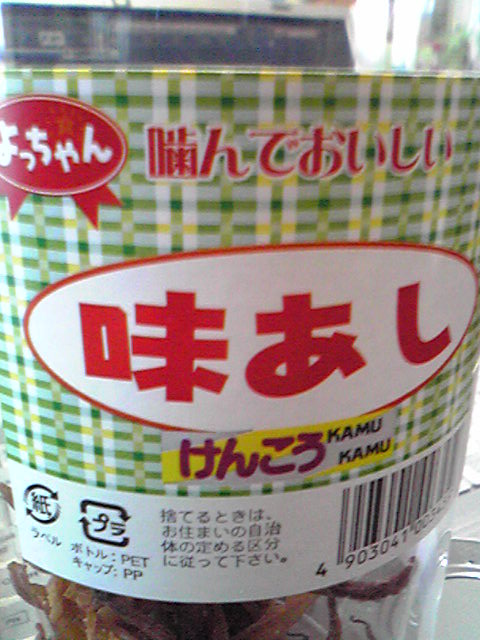 よっちゃん
噛んでおいしい
味あし
けんこう
KAMU
KAMU
紙
ラベル
プラ
ボトル：PET
キャップ：PP
捨てるときは、
お住まいの自治
体の定める区分
に従って下さい。
4 903041 00